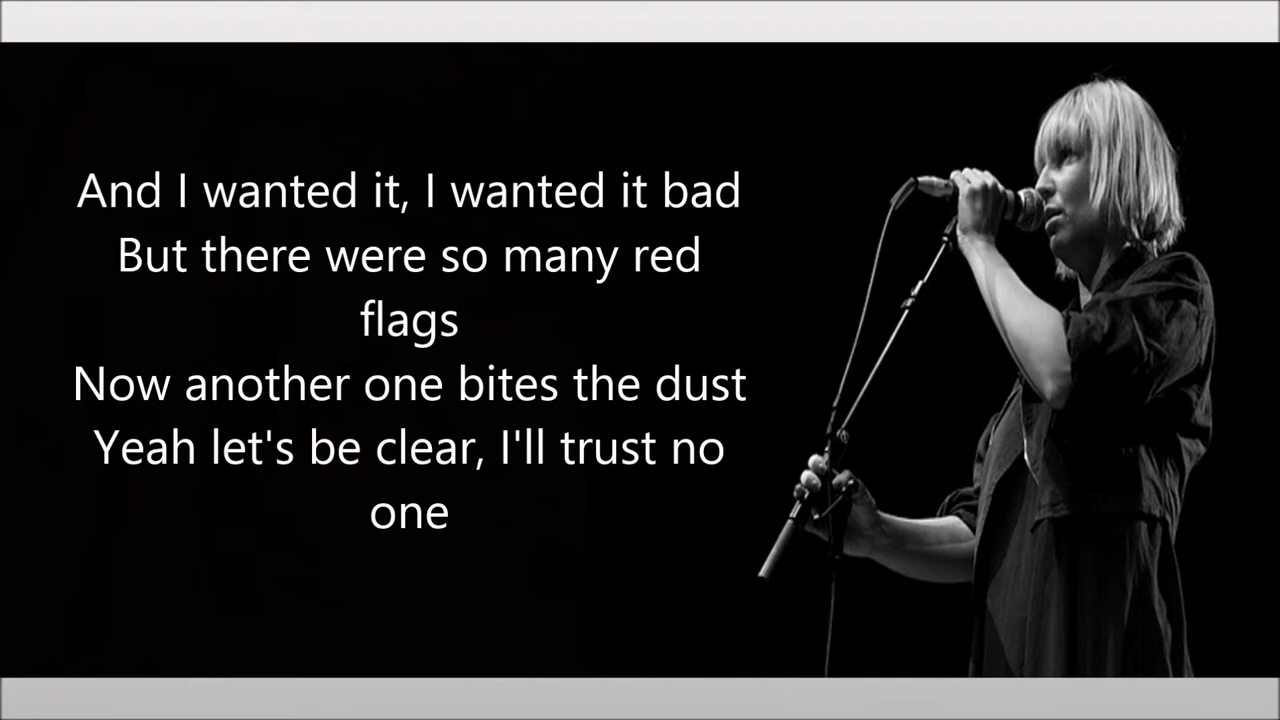 And I wanted it, I wanted it bad
But there were so many red
flags
Now another one bites the dust
Yeah let's be clear, I'll trust no
one